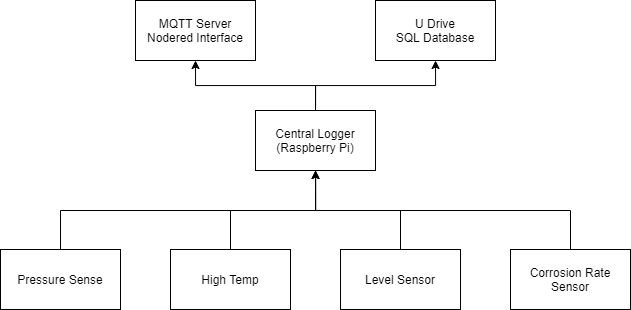 MQTT Server
Nodered Interface
U Drive
SQL Database
Central Logger
(Raspberry Pi)
Pressure Sense
High Temp
Level Sensor
Corrosion Rate
Sensor